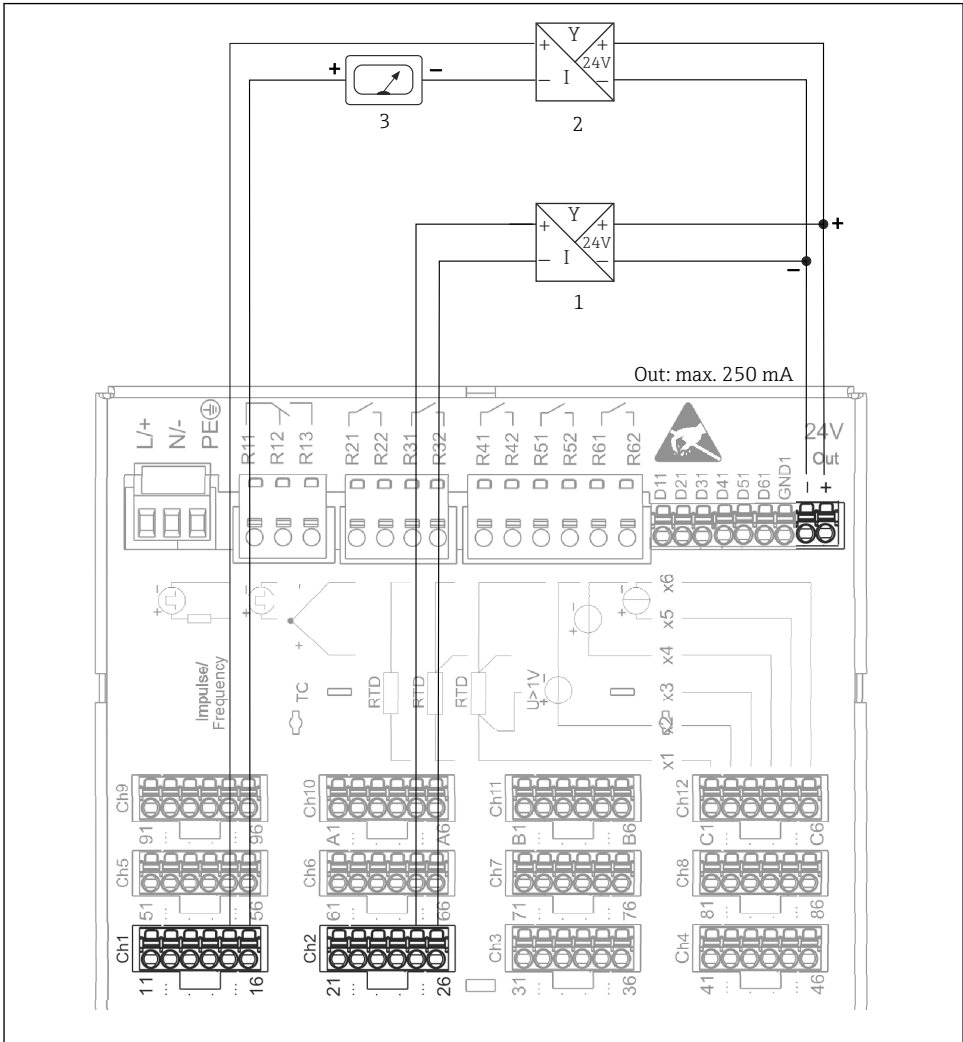 Y
+ +
24V
+ − − I −
3
2
Y
+ + +
24V
− I − −
1
Out: max. 250 mA
L/+
N/-
PE
R11
R12
R13
R21
R22
R31
R32
R41
R42
R51
R52
R61
R62
D11
D21
D31
D41
D51
D61
GND1
24V
Out
− +
Impulse/
Frequency
- +
- +
-
+
TC
RTD
RTD
RTD
U>1V
+ -
- +
- +
x6
x5
x4
x3
x2
x1
Ch9
91 ... . ... 96
Ch10
A1 ... . ... A6
Ch11
B1 ... . ... B6
Ch12
C1 ... . ... C6
Ch5
51 ... . ... 56
Ch6
61 ... . ... 66
Ch7
71 ... . ... 76
Ch8
81 ... . ... 86
Ch1
11 ... . ... 16
Ch2
21 ... . ... 26
Ch3
31 ... . ... 36
Ch4
41 ... . ... 46